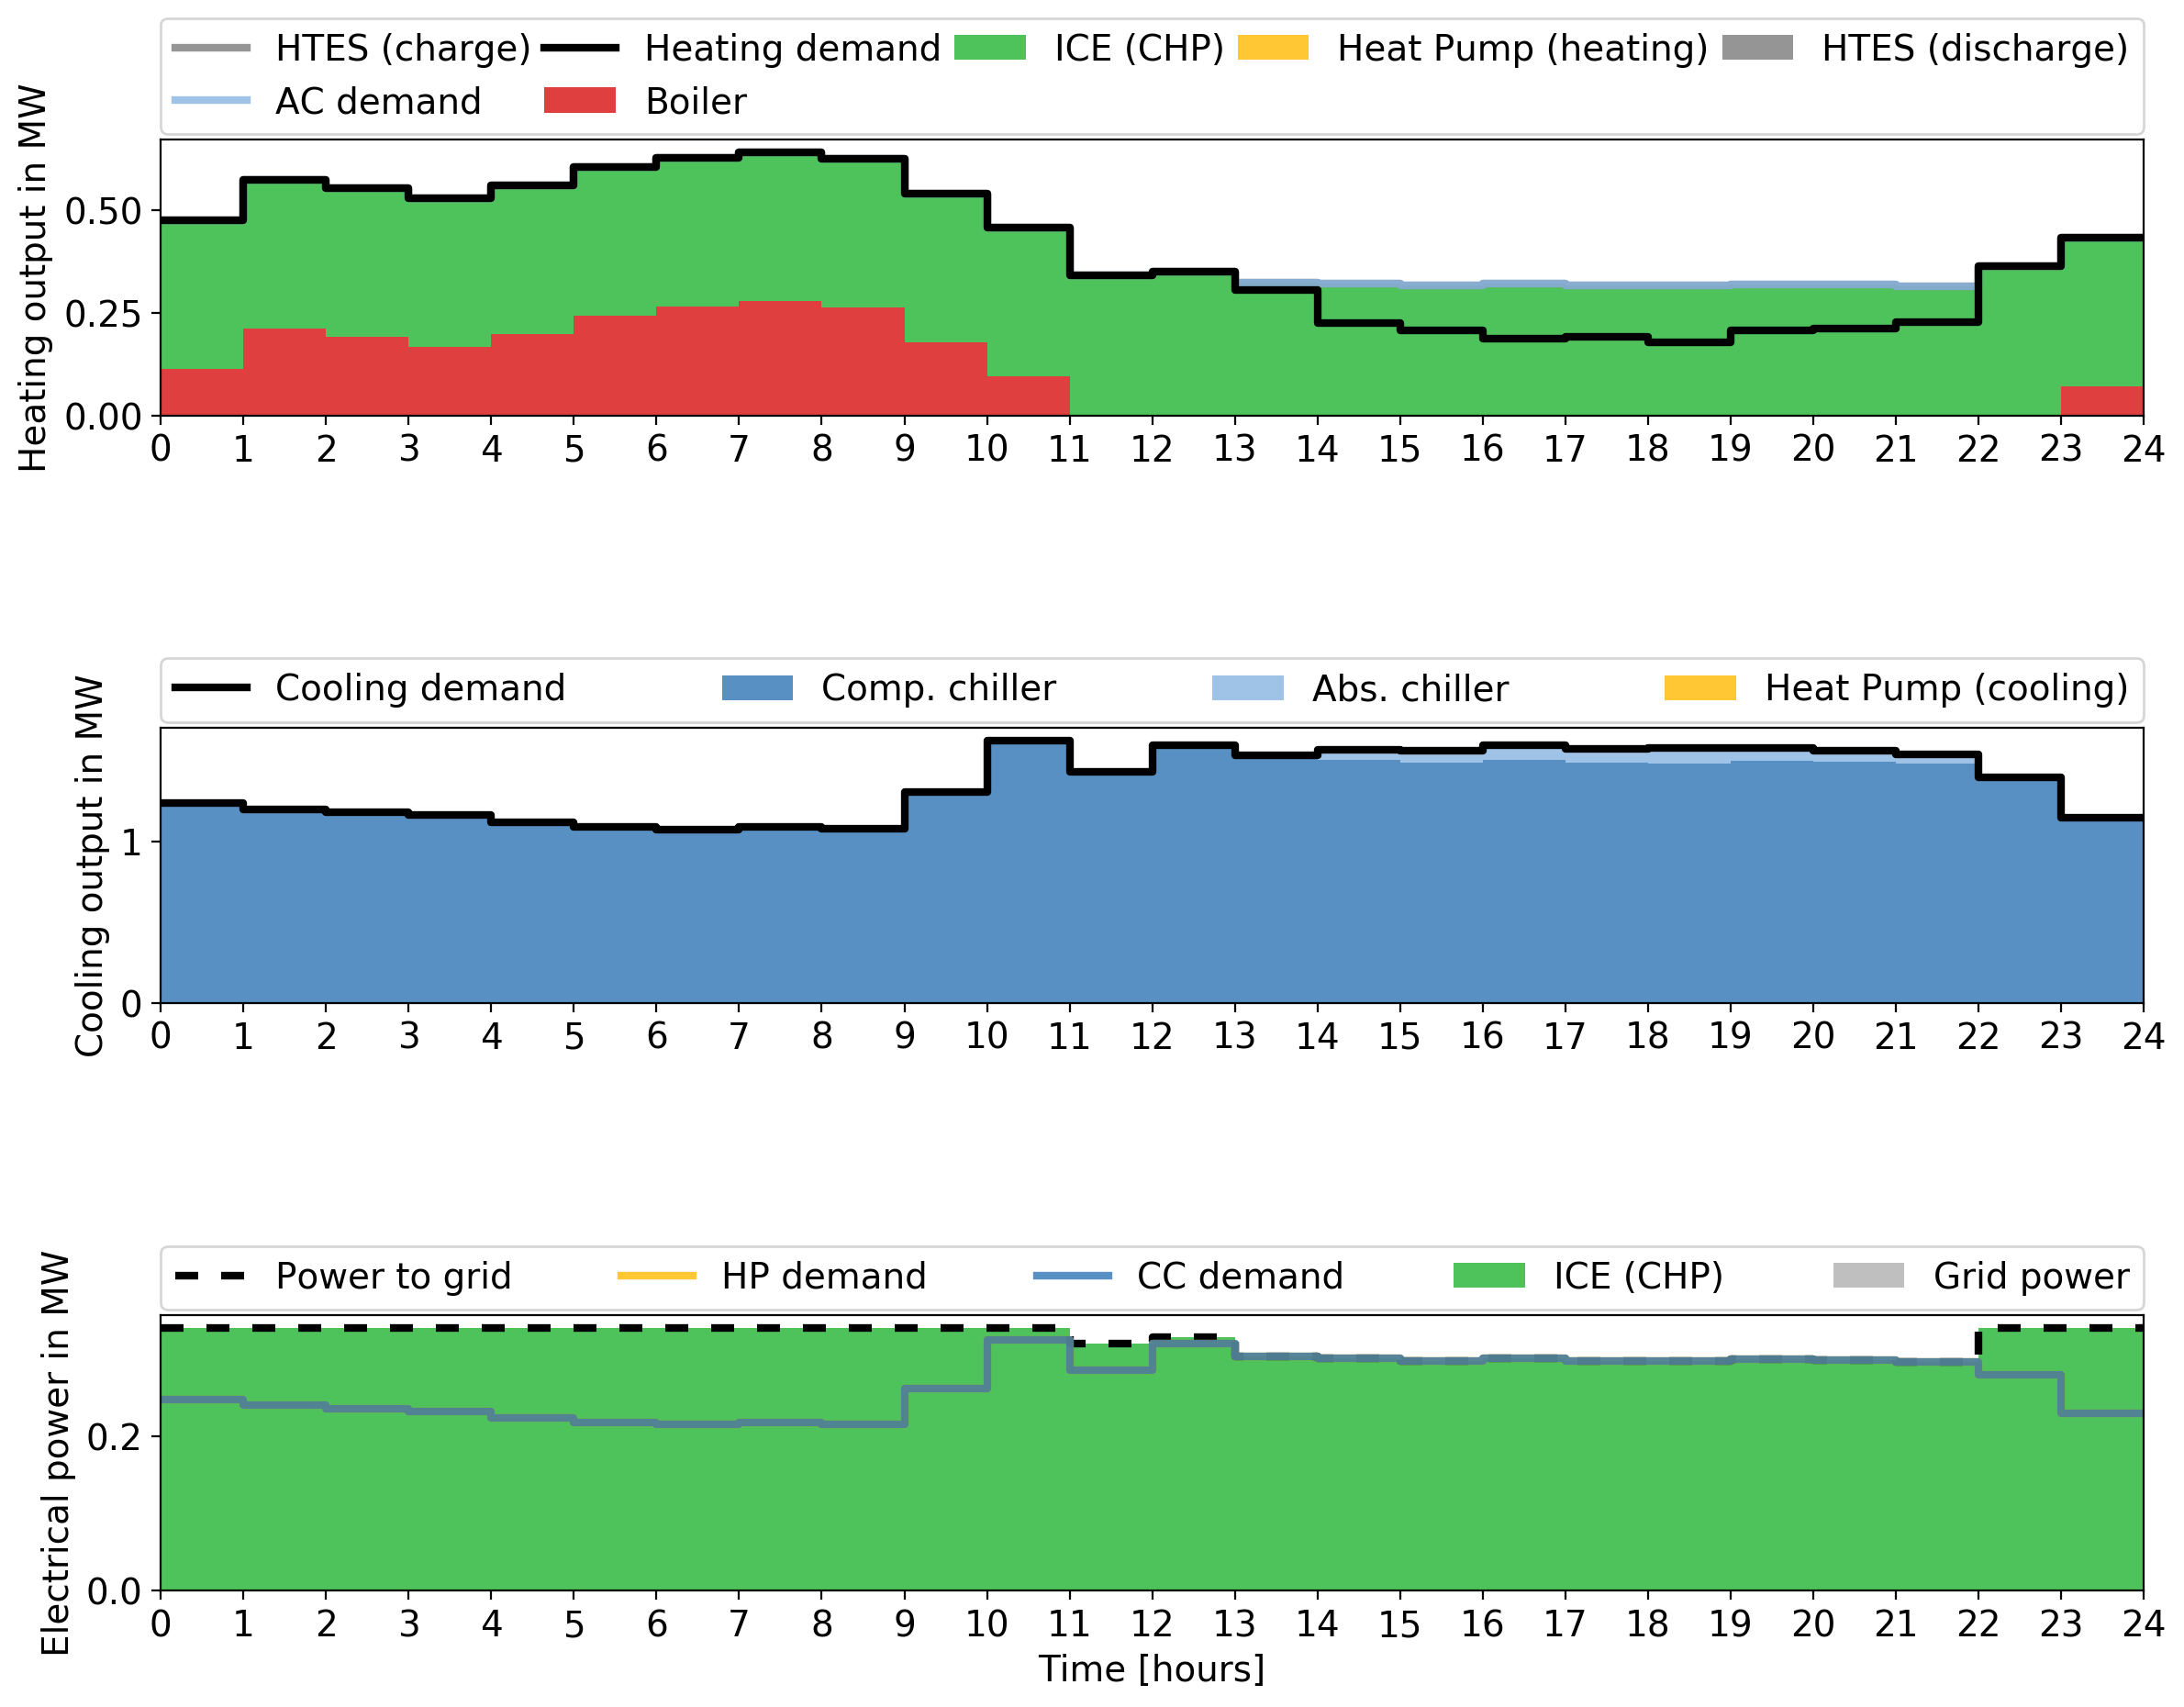 HTES (charge) Heating demand ICE (CHP) Heat Pump (heating) HTES (discharge)
AC demand Boiler
Heating output in MW
0.50
0.25
0.00
0 1 2 3 4 5 6 7 8 9 10 11 12 13 14 15 16 17 18 19 20 21 22 23 24
Cooling demand Comp. chiller Abs. chiller Heat Pump (cooling)
Cooling output in MW
1
0
0 1 2 3 4 5 6 7 8 9 10 11 12 13 14 15 16 17 18 19 20 21 22 23 24
Power to grid HP demand CC demand ICE (CHP) Grid power
Electrical power in MW
0.2
0.0
0 1 2 3 4 5 6 7 8 9 10 11 12 13 14 15 16 17 18 19 20 21 22 23 24
Time [hours]